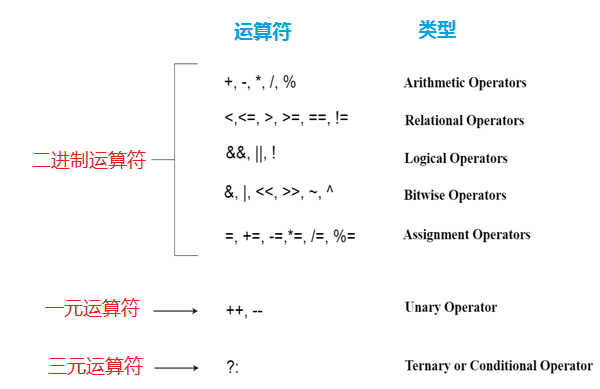 运算符 类型
+, -, *, /, % Arithmetic Operators
<,<=, >, >=, ==, != Relational Operators
二进制运算符
&&, ||, ! Logical Operators
&, |, <<, >>, ~, ^ Bitwise Operators
=, +=, -=,*=, /=, %= Assignment Operators
一元运算符 ++, -- Unary Operator
三元运算符 ?: Ternary or Conditional Operator